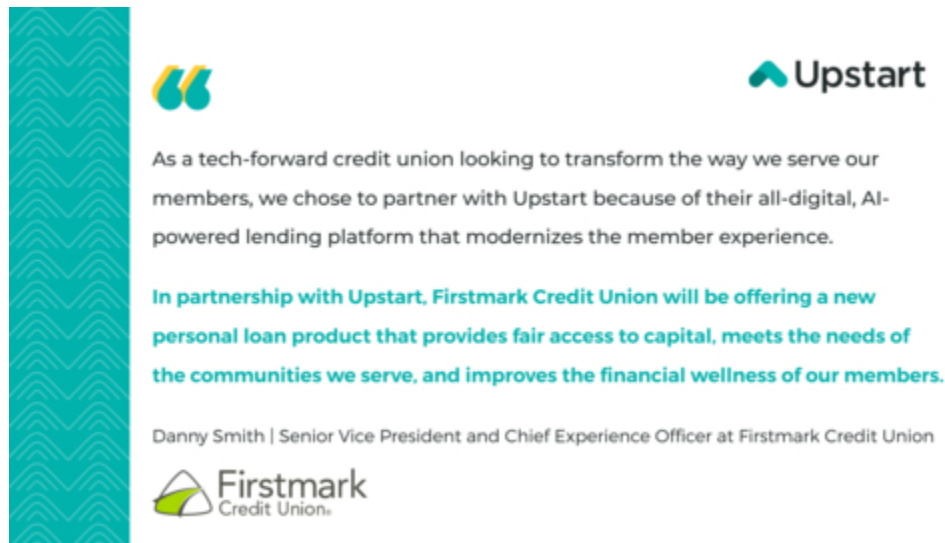 Upstart
As a tech-forward credit union looking to transform the way we serve our
members, we chose to partner with Upstart because of their all-digital, AI-
powered lending platform that modernizes the member experience.
In partnership with Upstart, Firstmark Credit Union will be offering a new
personal loan product that provides fair access to capital, meets the needs of
the communities we serve, and improves the financial wellness of our members.
Danny Smith | Senior Vice President and Chief Experience Officer at Firstmark Credit Union
Firstmark
Credit Union®